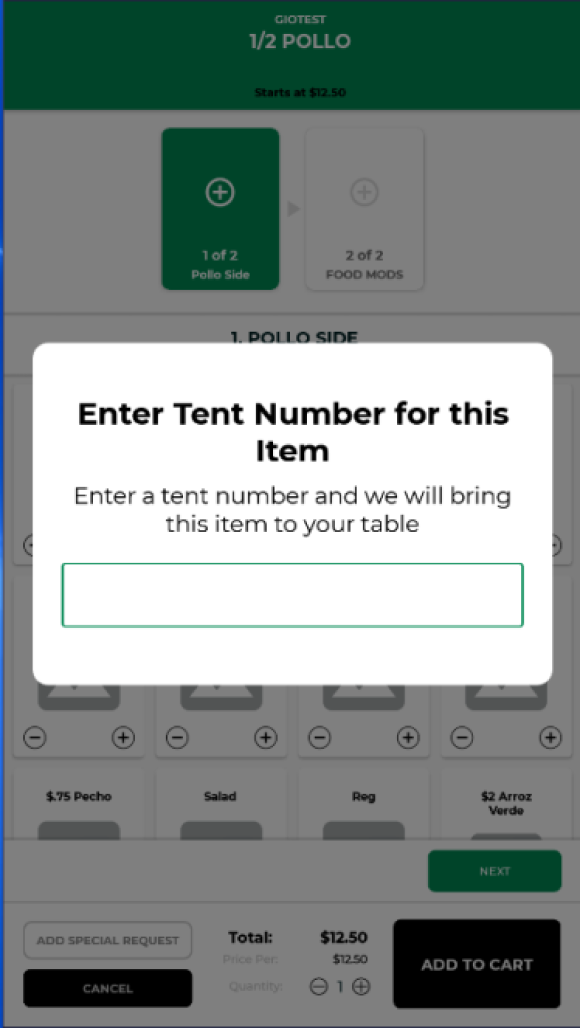 GIOTEST
1/2 POLLO
Starts at $12.50
1 of 2
Pollo Side
2 of 2
FOOD MODS
1. POLLO SIDE
Enter Tent Number for this
Item
Enter a tent number and we will bring
this item to your table
$.75 Pecho
Salad
Reg
$2 Arroz
Verde
NEXT
ADD SPECIAL REQUEST
Total: $12.50
Price Per: $12.50
Quantity: 1
CANCEL
ADD TO CART